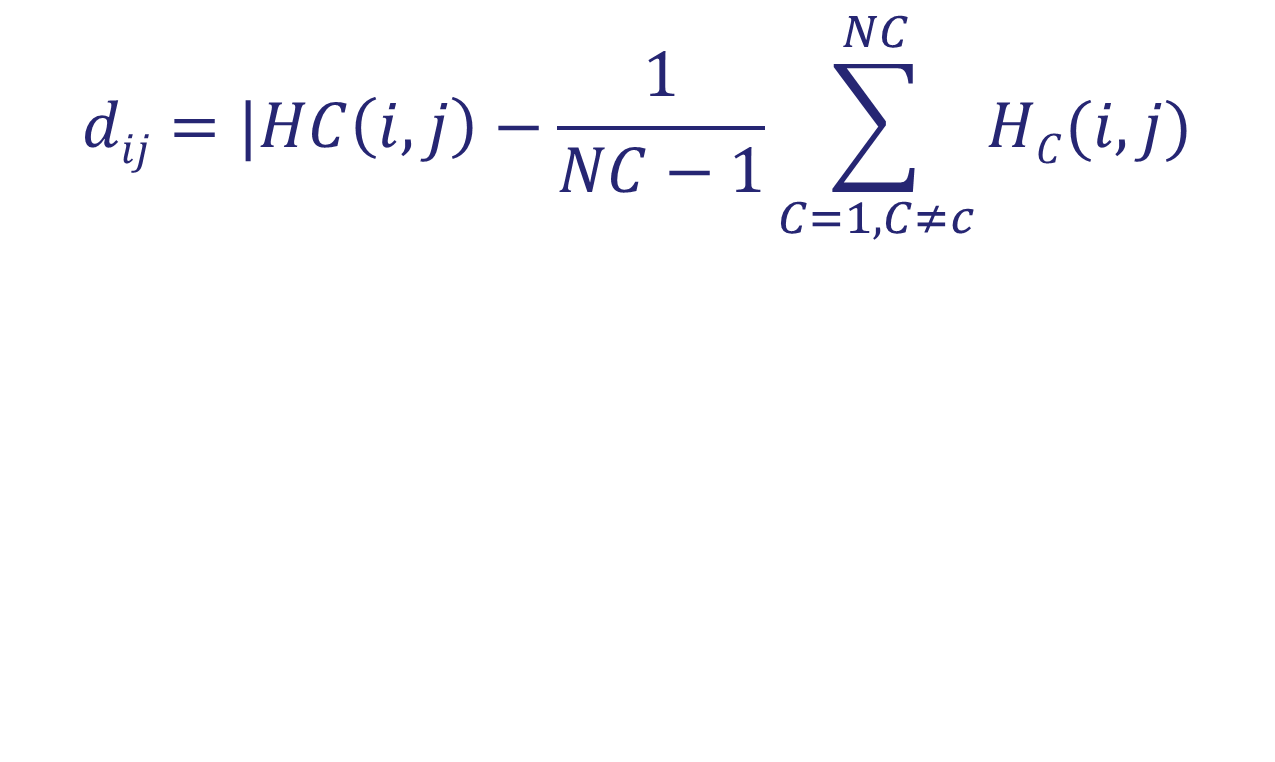 d_{ij} = |HC(i,j) − \frac{1}{NC − 1} \sum_{C=1,C≠c}^{NC} H_C(i,j)